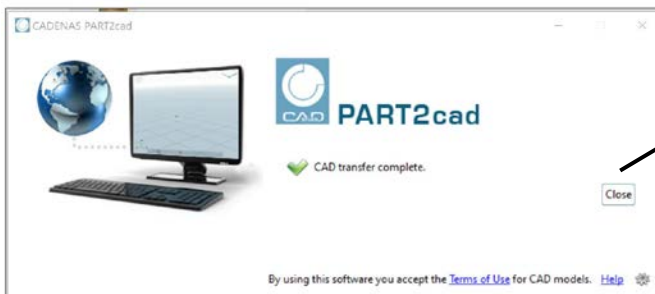 CADENAS PART2cad
CAD
PART2cad
CAD transfer complete.
Close
By using this software you accept the Terms of Use for CAD models. Help